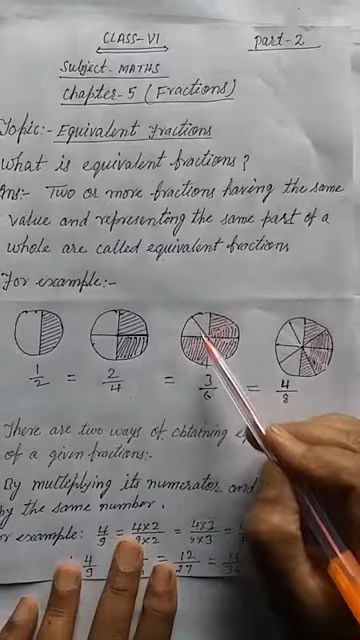 CLASS-VI
Part-2
Subject- MATHS
Chapter-5 (Fractions)
Topic:- Equivalent Fractions
What is equivalent fractions?
Ans:- Two or more fractions having the same
value and representing the same part of a
whole are called equivalent fractions
For example:-
1/2 = 2/4 = 3/6 = 4/8
There are two ways of obtaining
of a given fractions:-
By multiplying its numerator and
by the same number.
or example: 4/9 = 4×2/9×2 = 4×3/9×3 =
4/9 = 12/27 =